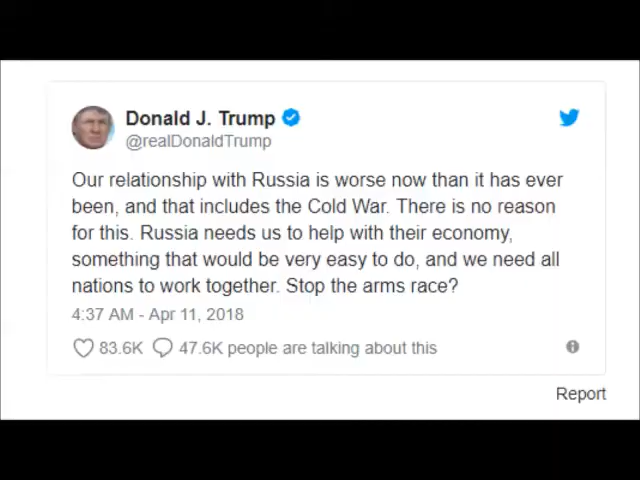 Donald J. Trump
@realDonaldTrump
Our relationship with Russia is worse now than it has ever
been, and that includes the Cold War. There is no reason
for this. Russia needs us to help with their economy,
something that would be very easy to do, and we need all
nations to work together. Stop the arms race?
4:37 AM - Apr 11, 2018
83.6K 47.6K people are talking about this
Report